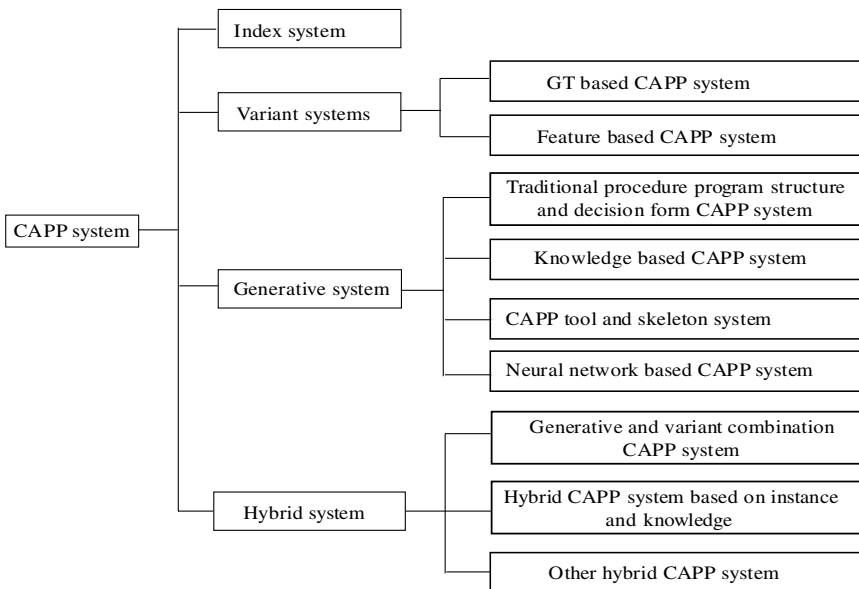 Index system
GT based CAPP system
Variant systems
Feature based CAPP system
Traditional procedure program structure
and decision form CAPP system
CAPP system
Knowledge based CAPP system
Generative system
CAPP tool and skeleton system
Neural network based CAPP system
Generative and variant combination
CAPP system
Hybrid system
Hybrid CAPP system based on instance
and knowledge
Other hybrid CAPP system